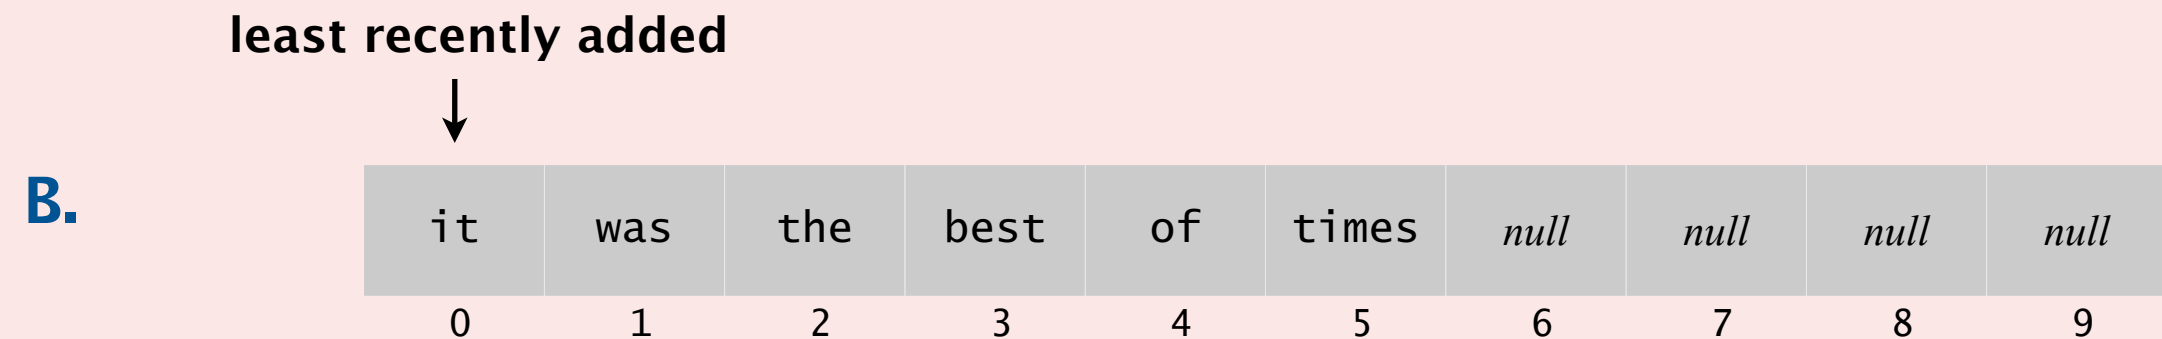 least recently added
B.
it was the best of times null null null null
0 1 2 3 4 5 6 7 8 9